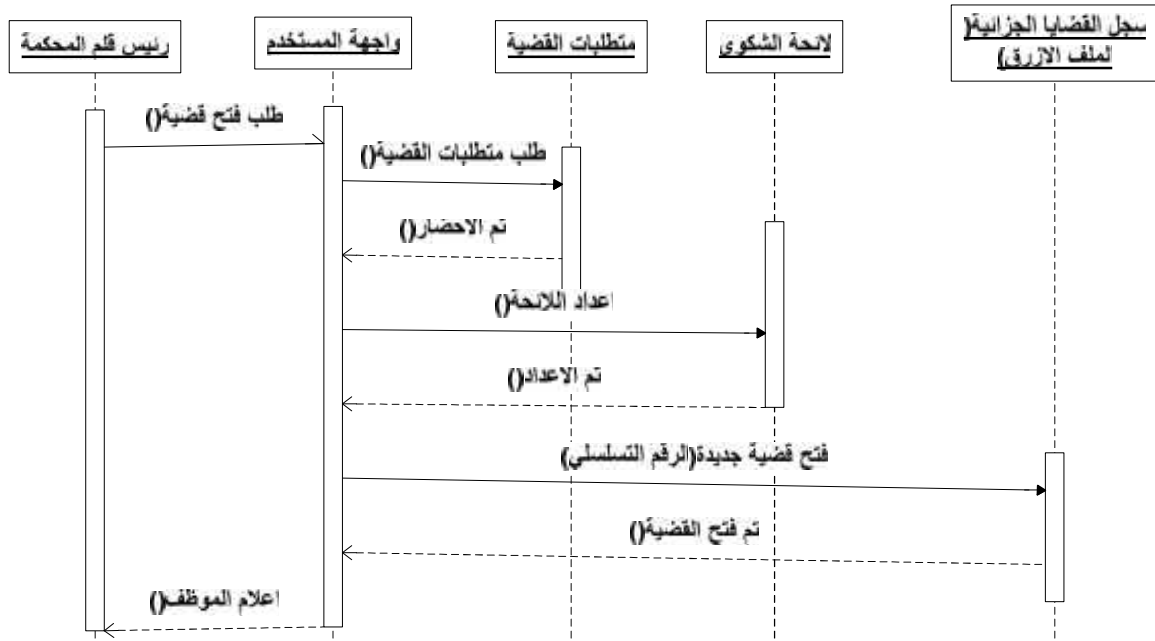 رئيس قلم المحكمة
واجهة المستخدم
متطلبات القضية
لائحة الشكوى
سجل القضايا الجزائية(
لملف الازرق)
طلب فتح قضية()
طلب متطلبات القضية()
تم الاحضار()
اعداد اللائحة()
تم الاعداد()
فتح قضية جديدة(الرقم التسلسلي)
تم فتح القضية()
اعلام الموظف()